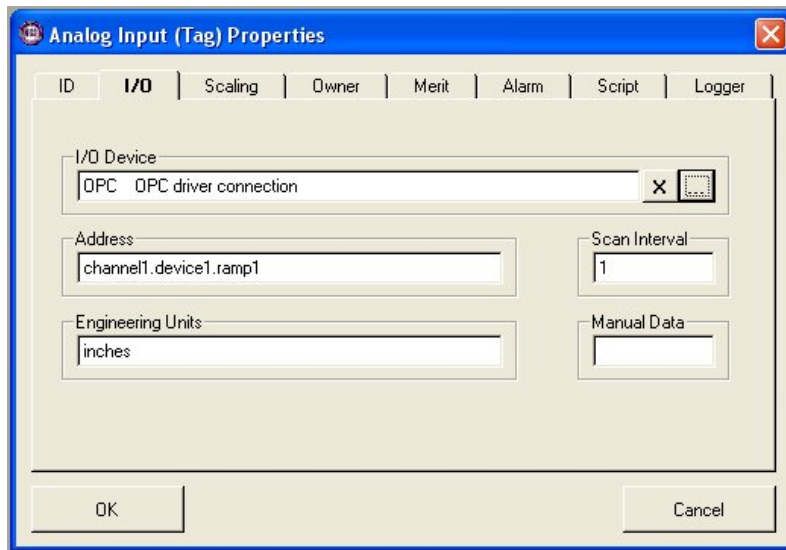 Analog Input (Tag) Properties
ID I/O Scaling Owner Merit Alarm Script Logger
I/O Device
OPC OPC driver connection X ...
Address Scan Interval
channel1.device1.ramp1 1
Engineering Units Manual Data
inches
OK Cancel